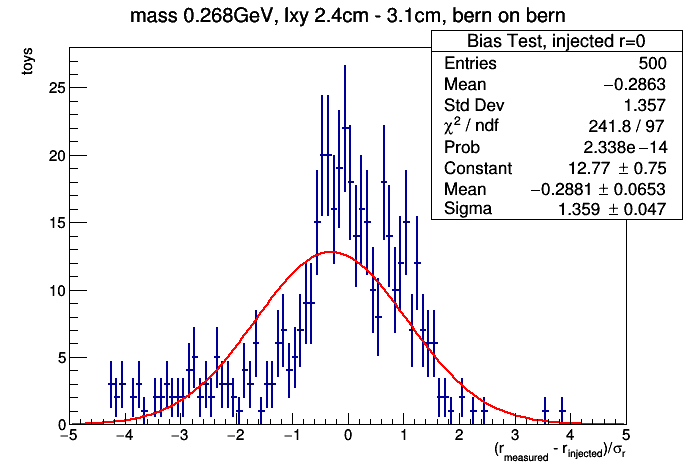 mass 0.268GeV, lxy 2.4cm - 3.1cm, bern on bern
toys
Bias Test, injected r=0
Entries 500
Mean −0.2863
Std Dev 1.357
χ² / ndf 241.8 / 97
Prob 2.338e−14
Constant 12.77 ± 0.75
Mean −0.2881 ± 0.0653
Sigma 1.359 ± 0.047
25
20
15
10
5
0
−5 −4 −3 −2 −1 0 1 2 3 4 5
(r_measured - r_injected)/σ_r